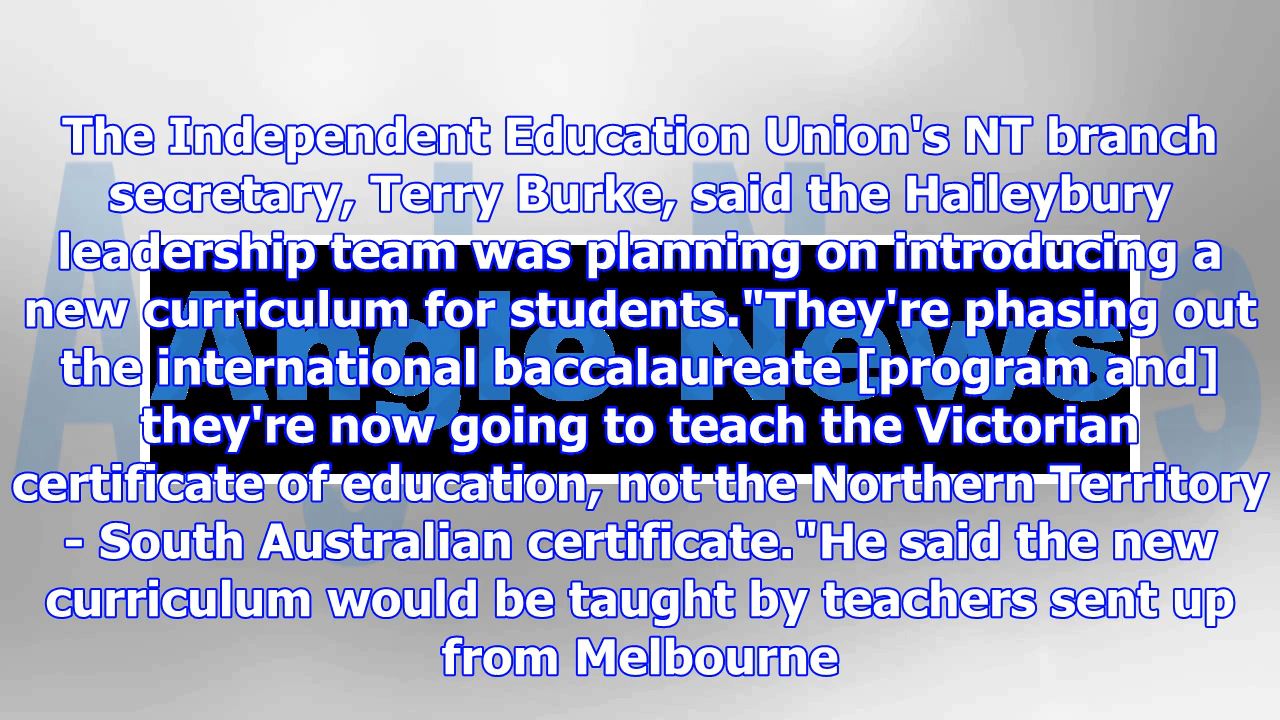 The Independent Education Union's NT branch
secretary, Terry Burke, said the Haileybury
leadership team was planning on introducing a
new curriculum for students."They're phasing out
the international baccalaureate [program and]
they're now going to teach the Victorian
certificate of education, not the Northern Territory
- South Australian certificate."He said the new
curriculum would be taught by teachers sent up
from Melbourne
Angle News